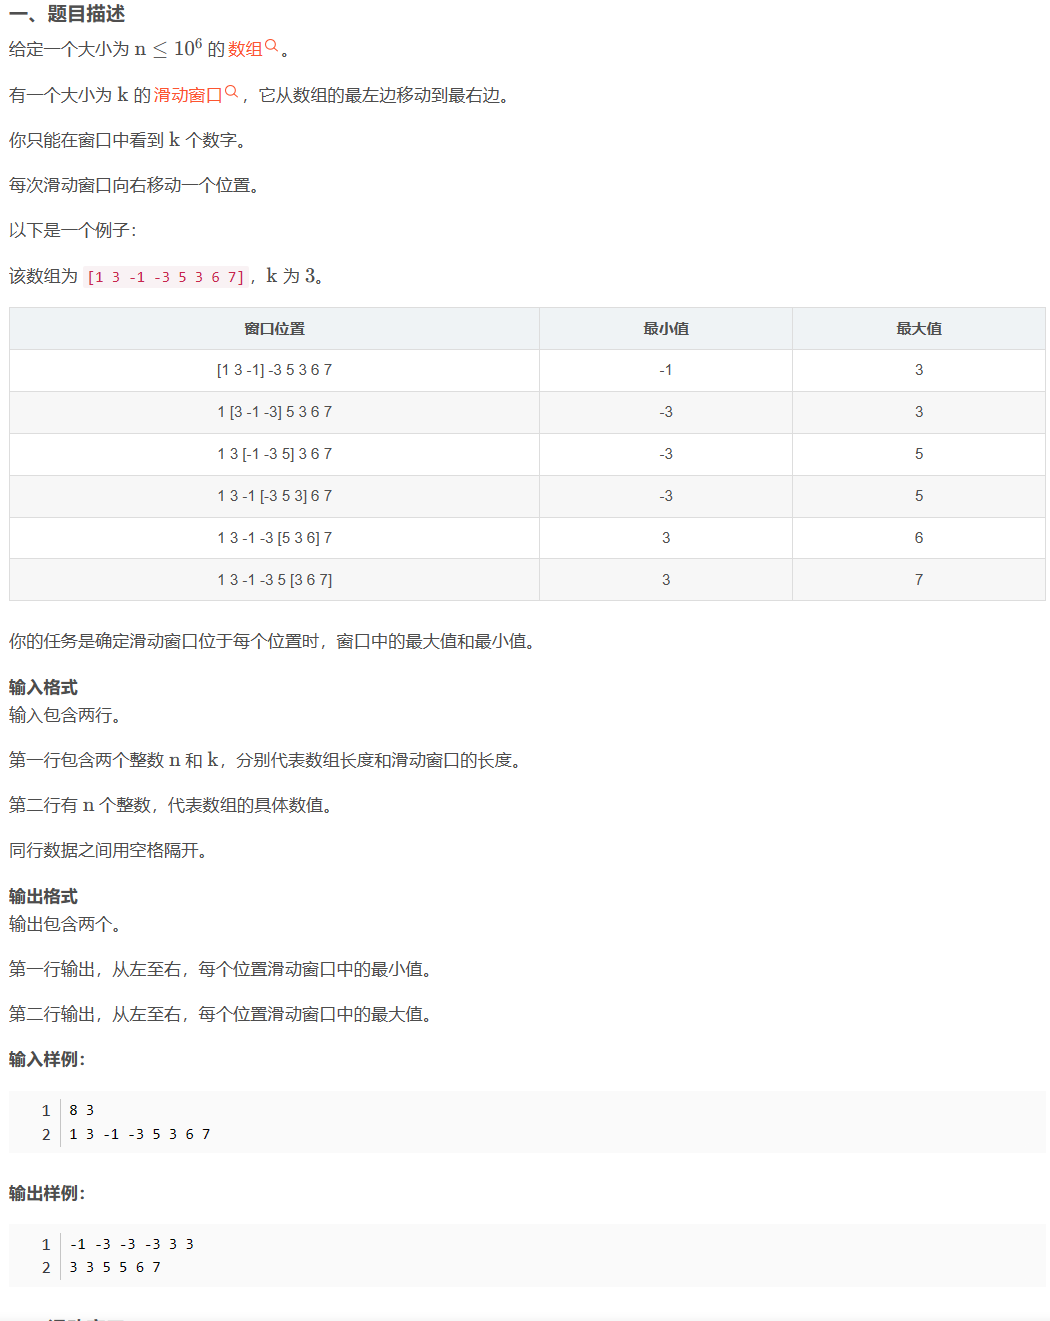 一、题目描述
给定一个大小为 n ≤ 10⁶ 的 数组 。
有一个大小为 k 的 滑动窗口 ，它从数组的最左边移动到最右边。
你只能在窗口中看到 k 个数字。
每次滑动窗口向右移动一个位置。
以下是一个例子：
该数组为 [1 3 -1 -3 5 3 6 7]，k 为 3。
窗口位置 最小值 最大值
[1 3 -1] -3 5 3 6 7 -1 3
1 [3 -1 -3] 5 3 6 7 -3 3
1 3 [-1 -3 5] 3 6 7 -3 5
1 3 -1 [-3 5 3] 6 7 -3 5
1 3 -1 -3 [5 3 6] 7 3 6
1 3 -1 -3 5 [3 6 7] 3 7
你的任务是确定滑动窗口位于每个位置时，窗口中的最大值和最小值。
输入格式
输入包含两行。
第一行包含两个整数 n 和 k，分别代表数组长度和滑动窗口的长度。
第二行有 n 个整数，代表数组的具体数值。
同行数据之间用空格隔开。
输出格式
输出包含两个。
第一行输出，从左至右，每个位置滑动窗口中的最小值。
第二行输出，从左至右，每个位置滑动窗口中的最大值。
输入样例：
1 8 3
2 1 3 -1 -3 5 3 6 7
输出样例：
1 -1 -3 -3 -3 3 3
2 3 3 5 5 6 7